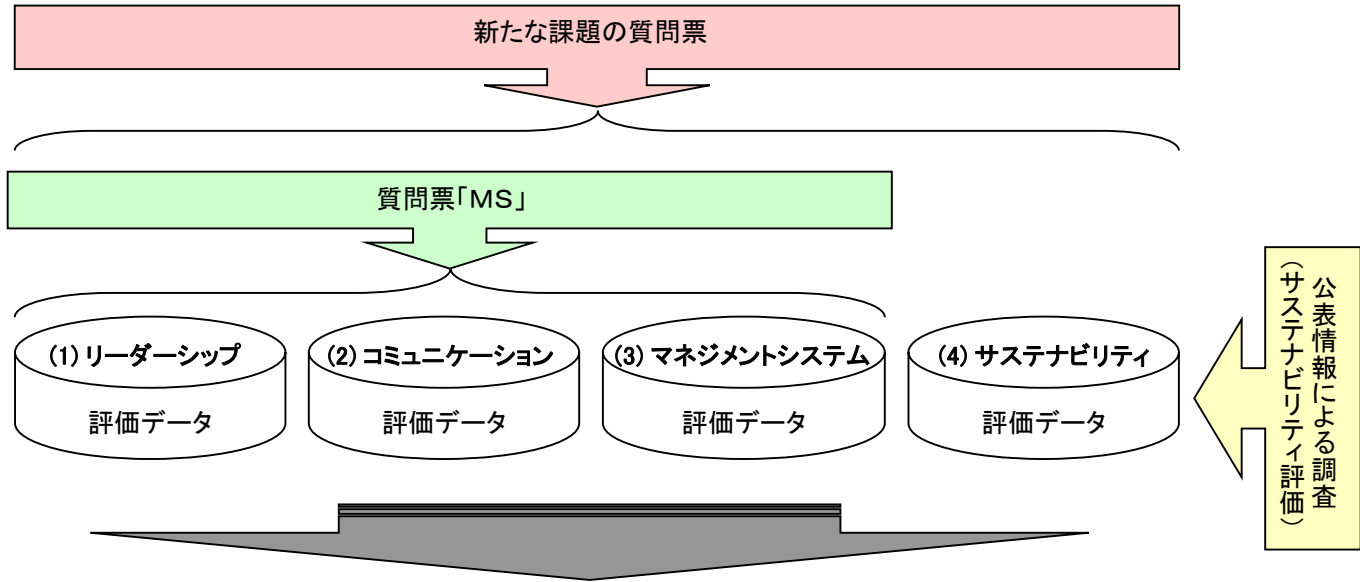 新たな課題の質問票
質問票「MS」
(1) リーダーシップ
評価データ
(2) コミュニケーション
評価データ
(3) マネジメントシステム
評価データ
(4) サステナビリティ
評価データ
公表情報による調査
(サステナビリティ評価)